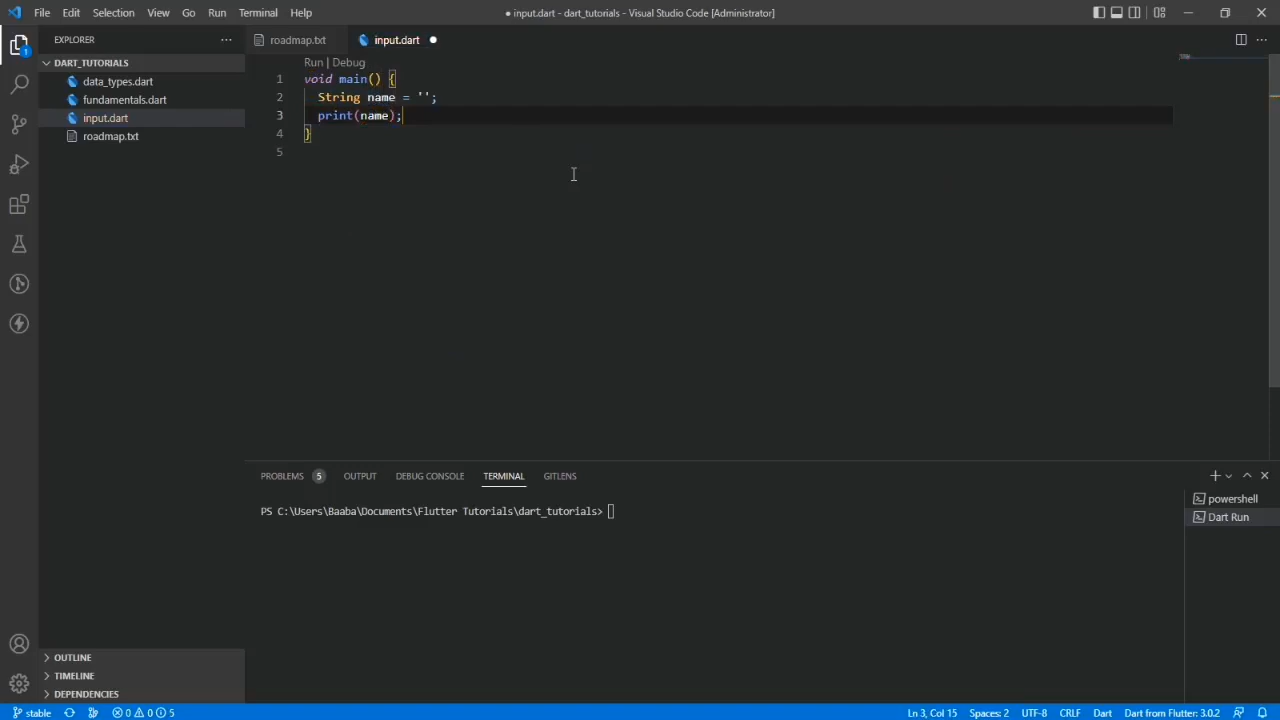 File Edit Selection View Go Run Terminal Help
● input.dart - dart_tutorials - Visual Studio Code [Administrator]
EXPLORER
roadmap.txt
input.dart
DART_TUTORIALS
data_types.dart
fundamentals.dart
input.dart
roadmap.txt
1
Run | Debug
1 void main() {
2 String name = '';
3 print(name);
4 }
5
PROBLEMS 5 OUTPUT DEBUG CONSOLE TERMINAL GITLENS
PS C:\Users\Baaba\Documents\Flutter Tutorials\dart_tutorials>
powershell
Dart Run
OUTLINE
TIMELINE
DEPENDENCIES
stable 0 0 5 Ln 3, Col 15 Spaces: 2 UTF-8 CRLF Dart Dart from Flutter: 3.0.2